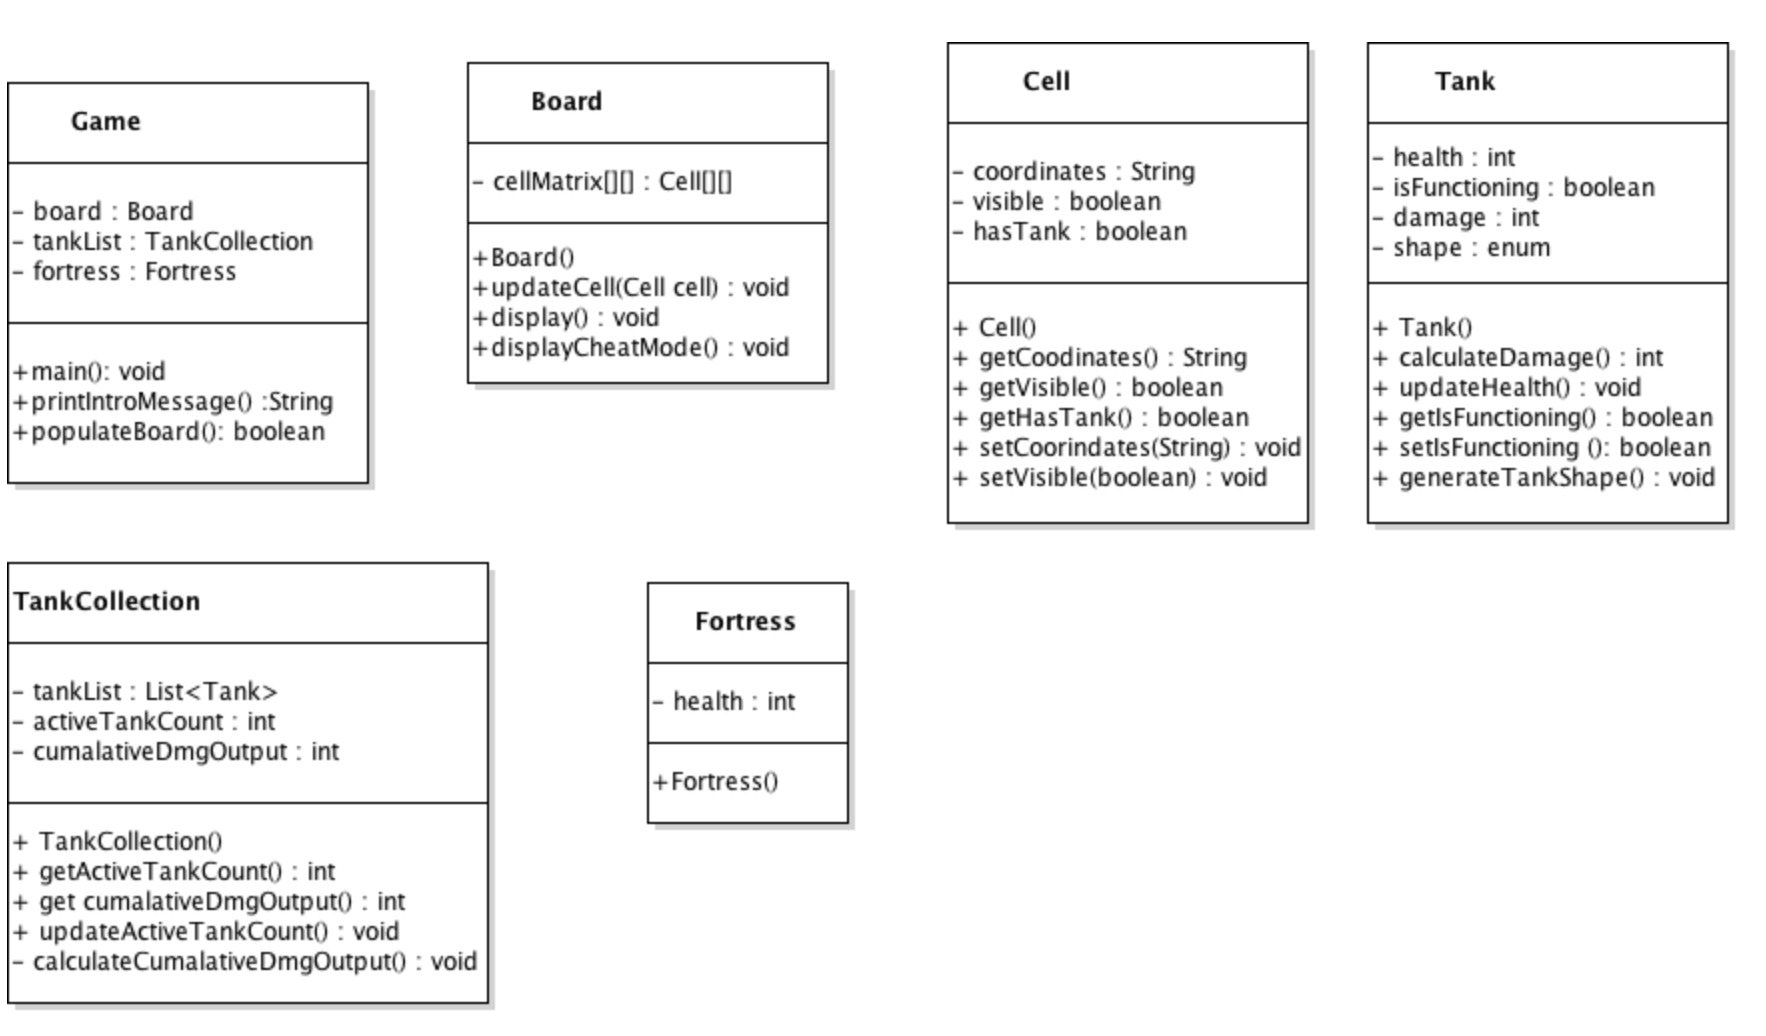 Game
- board : Board
- tankList : TankCollection
- fortress : Fortress
+main(): void
+printIntroMessage() :String
+populateBoard(): boolean
Board
- cellMatrix[][] : Cell[][]
+Board()
+updateCell(Cell cell) : void
+display() : void
+displayCheatMode() : void
Cell
- coordinates : String
- visible : boolean
- hasTank : boolean
+ Cell()
+ getCoodinates() : String
+ getVisible() : boolean
+ getHasTank() : boolean
+ setCoorindates(String) : void
+ setVisible(boolean) : void
Tank
- health : int
- isFunctioning : boolean
- damage : int
- shape : enum
+ Tank()
+ calculateDamage() : int
+ updateHealth() : void
+ getIsFunctioning() : boolean
+ setIsFunctioning (): boolean
+ generateTankShape() : void
TankCollection
- tankList : List<Tank>
- activeTankCount : int
- cumalativeDmgOutput : int
+ TankCollection()
+ getActiveTankCount() : int
+ get cumalativeDmgOutput() : int
+ updateActiveTankCount() : void
- calculateCumalativeDmgOutput() : void
Fortress
- health : int
+Fortress()